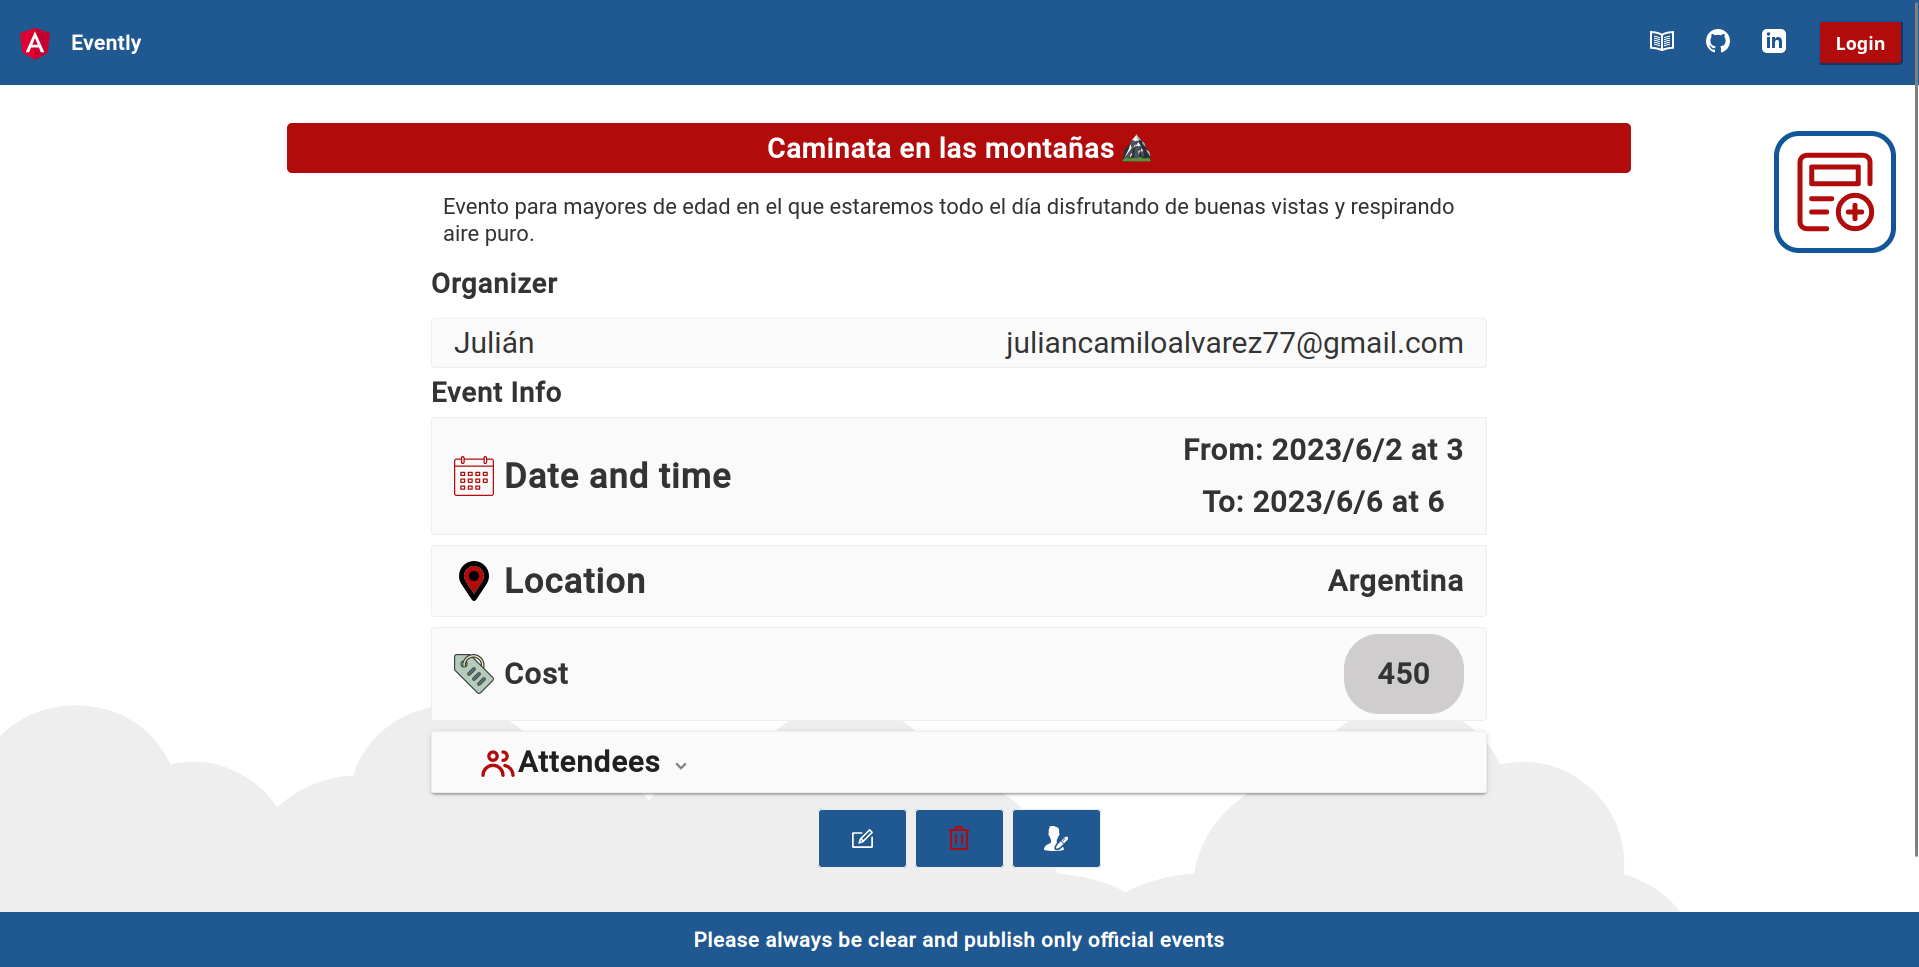 Evently
Login
Caminata en las montañas
Evento para mayores de edad en el que estaremos todo el día disfrutando de buenas vistas y respirando
aire puro.
Organizer
Julián juliancamiloalvarez77@gmail.com
Event Info
Date and time
From: 2023/6/2 at 3
To: 2023/6/6 at 6
Location Argentina
Cost 450
Attendees
Please always be clear and publish only official events